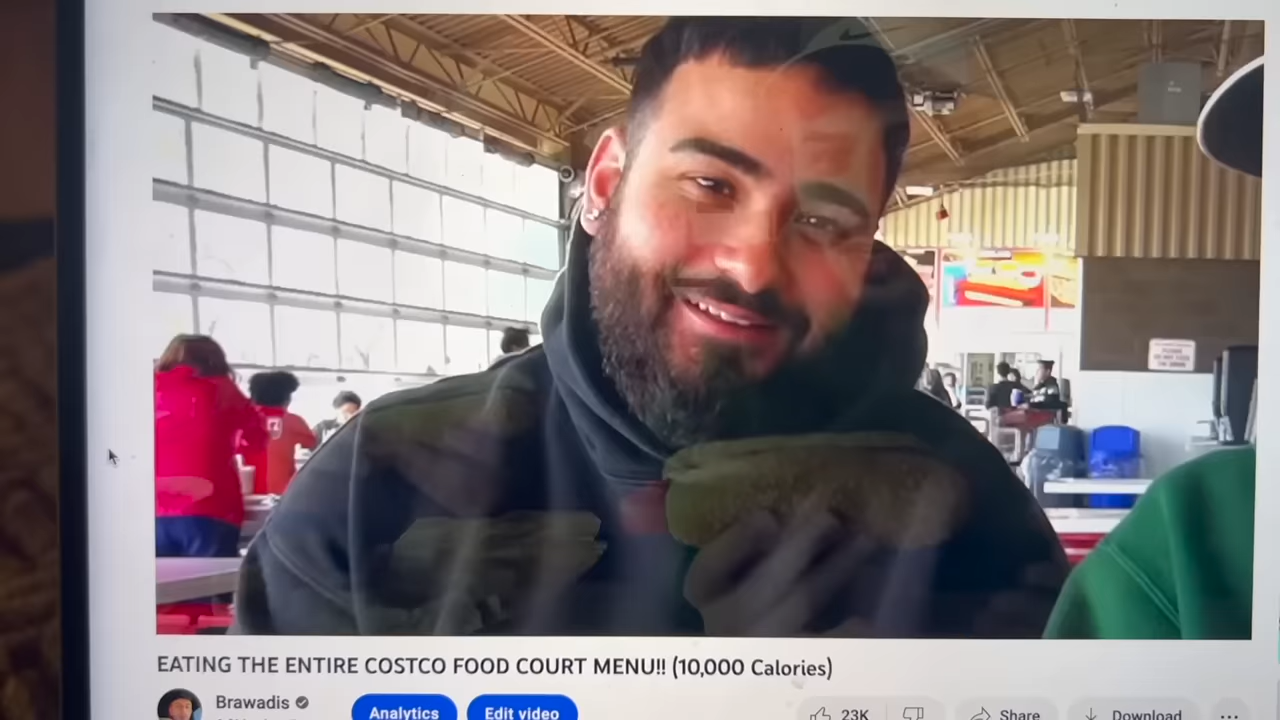 EATING THE ENTIRE COSTCO FOOD COURT MENU!! (10,000 Calories)
Brawadis
Analytics
Edit video
23K
Share
Download